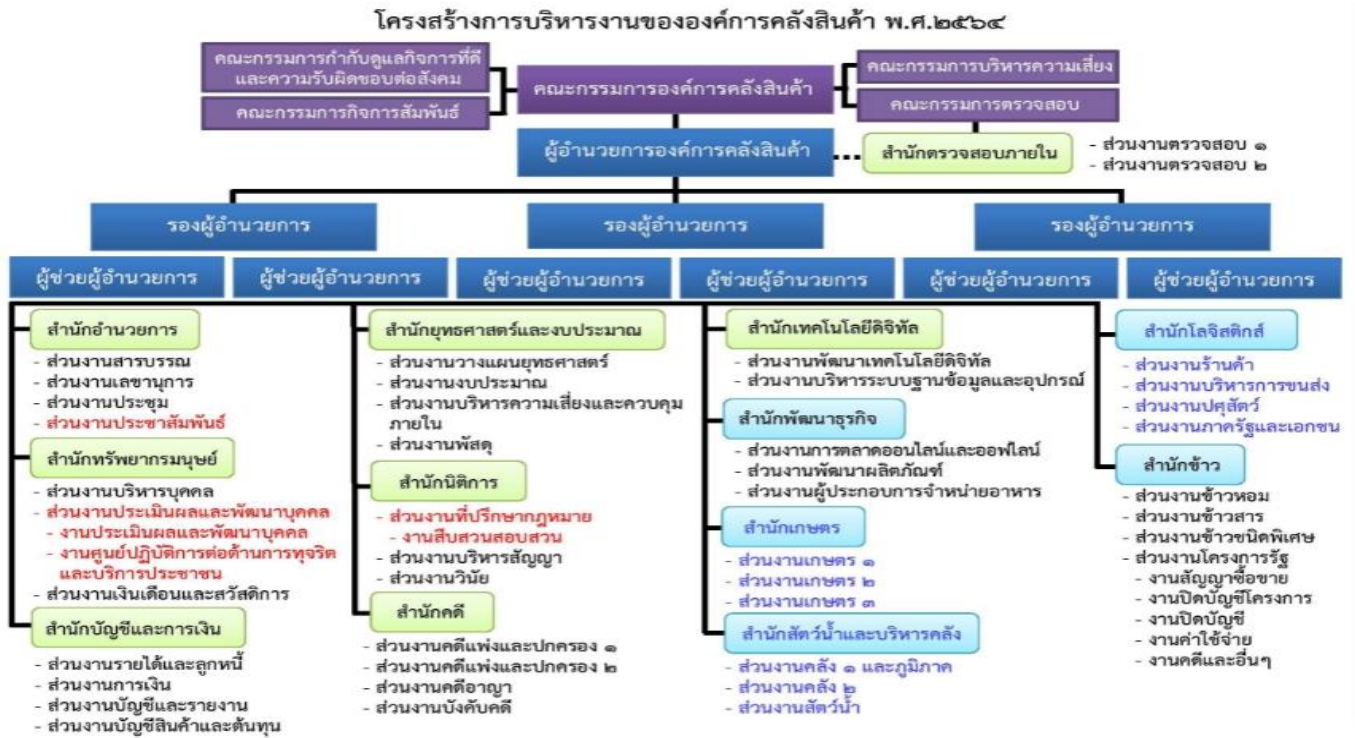 โครงสร้างการบริหารงานขององค์การคลังสินค้า พ.ศ.๒๕๖๔
คณะกรรมการกำกับดูแลกิจการที่ดี
และความรับผิดชอบต่อสังคม
คณะกรรมการกิจการสัมพันธ์
คณะกรรมการองค์การคลังสินค้า
คณะกรรมการบริหารความเสี่ยง
คณะกรรมการตรวจสอบ
ผู้อำนวยการองค์การคลังสินค้า
สำนักตรวจสอบภายใน
- ส่วนงานตรวจสอบ ๑
- ส่วนงานตรวจสอบ ๒
รองผู้อำนวยการ
รองผู้อำนวยการ
รองผู้อำนวยการ
ผู้ช่วยผู้อำนวยการ
ผู้ช่วยผู้อำนวยการ
ผู้ช่วยผู้อำนวยการ
ผู้ช่วยผู้อำนวยการ
ผู้ช่วยผู้อำนวยการ
ผู้ช่วยผู้อำนวยการ
สำนักอำนวยการ
- ส่วนงานสารบรรณ
- ส่วนงานเลขานุการ
- ส่วนงานประชุม
- ส่วนงานประชาสัมพันธ์
สำนักทรัพยากรมนุษย์
- ส่วนงานบริหารบุคคล
- ส่วนงานประเมินผลและพัฒนาบุคคล
- งานประเมินผลและพัฒนาบุคคล
- งานศูนย์ปฏิบัติการต่อต้านการทุจริต
และบริการประชาชน
- ส่วนงานเงินเดือนและสวัสดิการ
สำนักบัญชีและการเงิน
- ส่วนงานรายได้และลูกหนี้
- ส่วนงานการเงิน
- ส่วนงานบัญชีและรายงาน
- ส่วนงานบัญชีสินค้าและต้นทุน
สำนักยุทธศาสตร์และงบประมาณ
- ส่วนงานวางแผนยุทธศาสตร์
- ส่วนงานงบประมาณ
- ส่วนงานบริหารความเสี่ยงและควบคุม
ภายใน
- ส่วนงานพัสดุ
สำนักนิติการ
- ส่วนงานที่ปรึกษากฎหมาย
- งานสืบสวนสอบสวน
- ส่วนงานบริหารสัญญา
- ส่วนงานวินัย
สำนักคดี
- ส่วนงานคดีแพ่งและปกครอง ๑
- ส่วนงานคดีแพ่งและปกครอง ๒
- ส่วนงานคดีอาญา
- ส่วนงานบังคับคดี
สำนักเทคโนโลยีดิจิทัล
- ส่วนงานพัฒนาเทคโนโลยีดิจิทัล
- ส่วนงานบริหารระบบฐานข้อมูลและอุปกรณ์
สำนักพัฒนาธุรกิจ
- ส่วนงานการตลาดออนไลน์และออฟไลน์
- ส่วนงานพัฒนาผลิตภัณฑ์
- ส่วนงานผู้ประกอบการจำหน่ายอาหาร
สำนักเกษตร
- ส่วนงานเกษตร ๑
- ส่วนงานเกษตร ๒
- ส่วนงานเกษตร ๓
สำนักสัตว์น้ำและบริหารคลัง
- ส่วนงานคลัง ๑ และภูมิภาค
- ส่วนงานคลัง ๒
- ส่วนงานสัตว์น้ำ
สำนักโลจิสติกส์
- ส่วนงานร้านค้า
- ส่วนงานบริหารการขนส่ง
- ส่วนงานปศุสัตว์
- ส่วนงานภาครัฐและเอกชน
สำนักข้าว
- ส่วนงานข้าวหอม
- ส่วนงานข้าวสาร
- ส่วนงานข้าวชนิดพิเศษ
- ส่วนงานโครงการรัฐ
- งานสัญญาซื้อขาย
- งานปิดบัญชีโครงการ
- งานปิดบัญชี
- งานค่าใช้จ่าย
- งานคดีและอื่นๆ